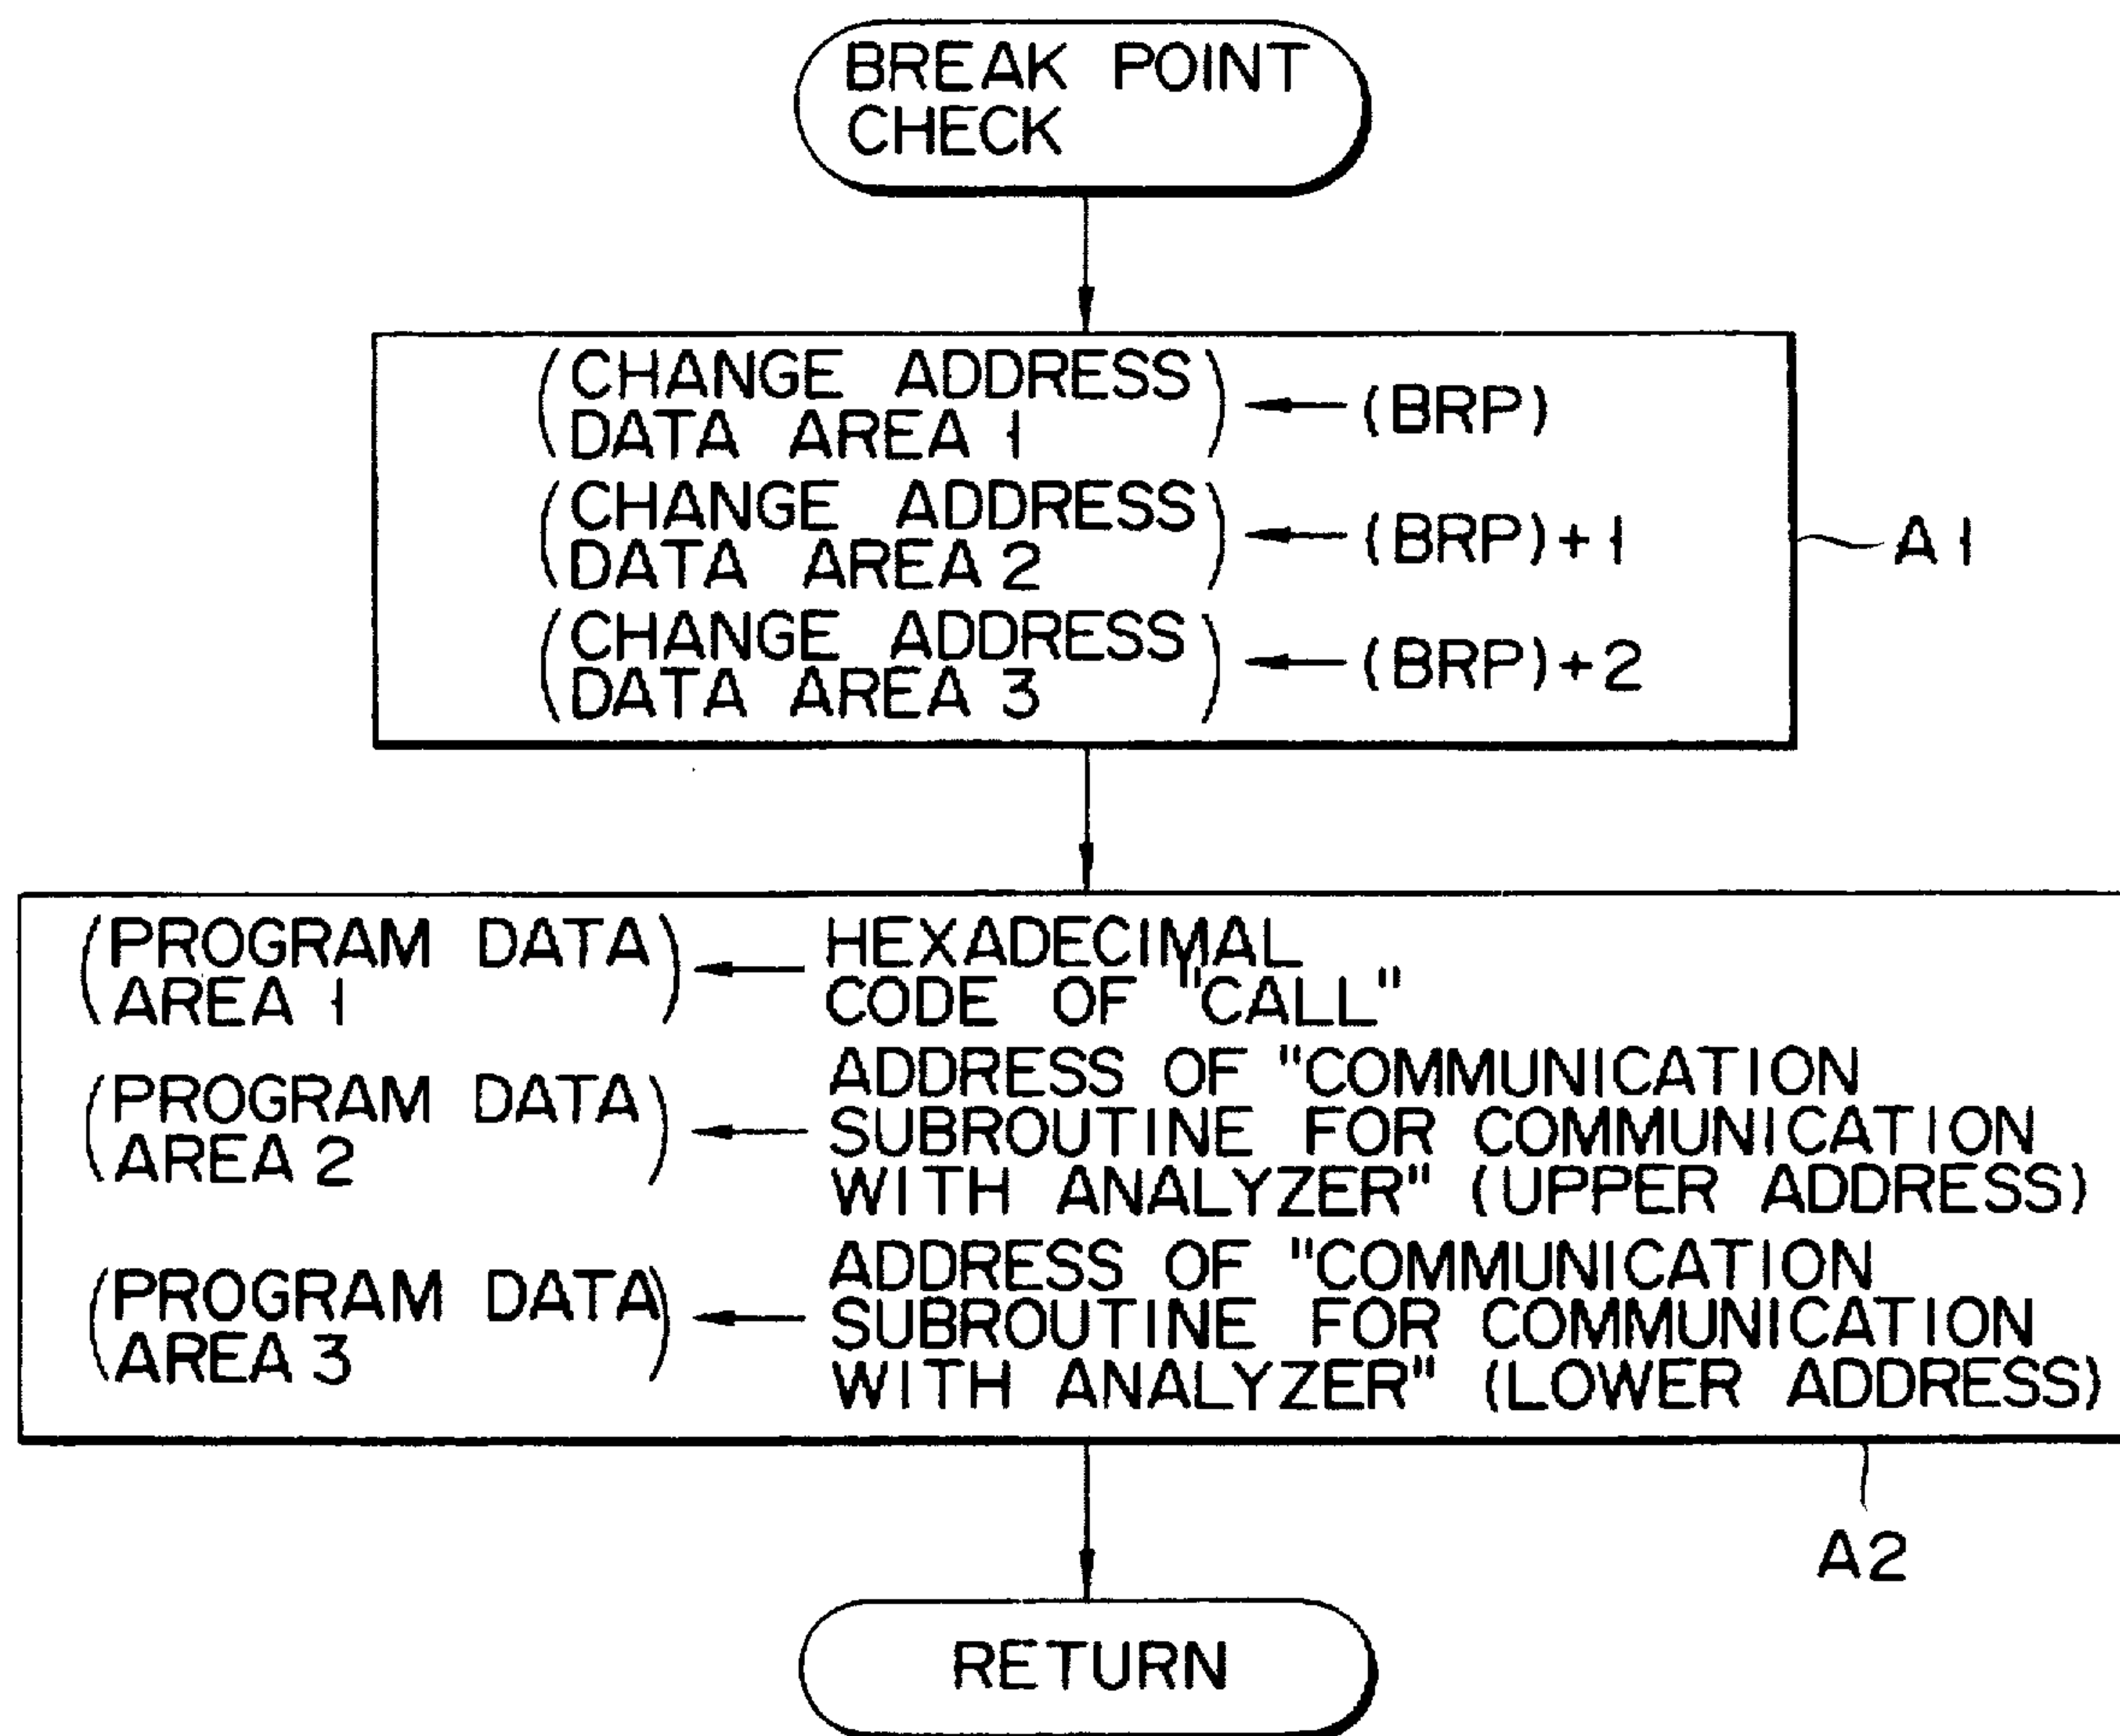 BREAK POINT
CHECK
(CHANGE ADDRESS
DATA AREA 1) ← (BRP)
(CHANGE ADDRESS
DATA AREA 2) ← (BRP)+1
A1
(CHANGE ADDRESS
DATA AREA 3) ← (BRP)+2
(PROGRAM DATA
AREA 1) ← HEXADECIMAL
CODE OF "CALL"
(PROGRAM DATA
AREA 2) ← ADDRESS OF "COMMUNICATION
SUBROUTINE FOR COMMUNICATION
WITH ANALYZER" (UPPER ADDRESS)
(PROGRAM DATA
AREA 3) ← ADDRESS OF "COMMUNICATION
SUBROUTINE FOR COMMUNICATION
WITH ANALYZER" (LOWER ADDRESS)
A2
RETURN